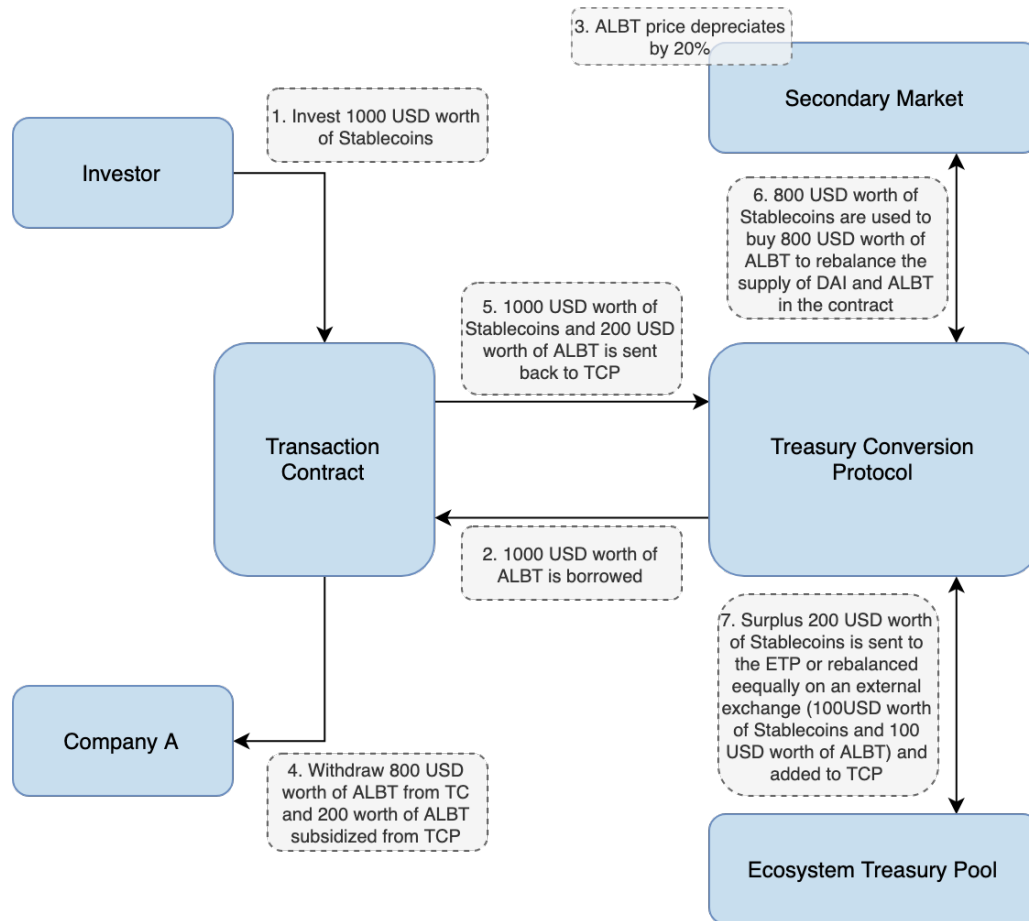 3. ALBT price depreciates
by 20%
Secondary Market
1. Invest 1000 USD worth
of Stablecoins
Investor
6. 800 USD worth of
Stablecoins are used to
buy 800 USD worth of
ALBT to rebalance the
supply of DAI and ALBT
in the contract
5. 1000 USD worth of
Stablecoins and 200 USD
worth of ALBT is sent
back to TCP
Transaction
Contract
Treasury Conversion
Protocol
2. 1000 USD worth of
ALBT is borrowed
7. Surplus 200 USD worth
of Stablecoins is sent to
the ETP or rebalanced
eequally on an external
exchange (100USD worth
of Stablecoins and 100
USD worth of ALBT) and
added to TCP
Company A
4. Withdraw 800 USD
worth of ALBT from TC
and 200 worth of ALBT
subsidized from TCP
Ecosystem Treasury Pool